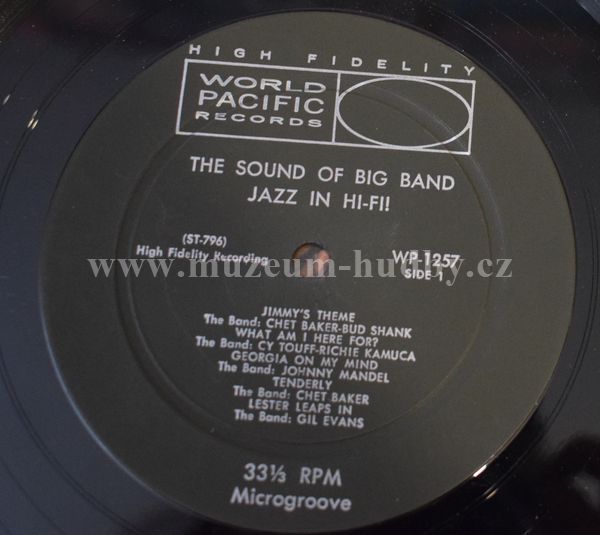 HIGH FIDELITY
WORLD
PACIFIC
RECORDS
THE SOUND OF BIG BAND
JAZZ IN HI-FI!
(ST-796)
High Fidelity Recording
WP-1257
SIDE 1
www.muzeum-hudby.cz
JIMMY'S THEME
The Band: CHET BAKER-BUD SHANK
WHAT AM I HERE FOR?
The Band: CY TOUFF-RICHIE KAMUCA
GEORGIA ON MY MIND
The Band: JOHNNY MANDEL
TENDERLY
The Band: CHET BAKER
LESTER LEAPS IN
The Band: GIL EVANS
33⅓ RPM
Microgroove